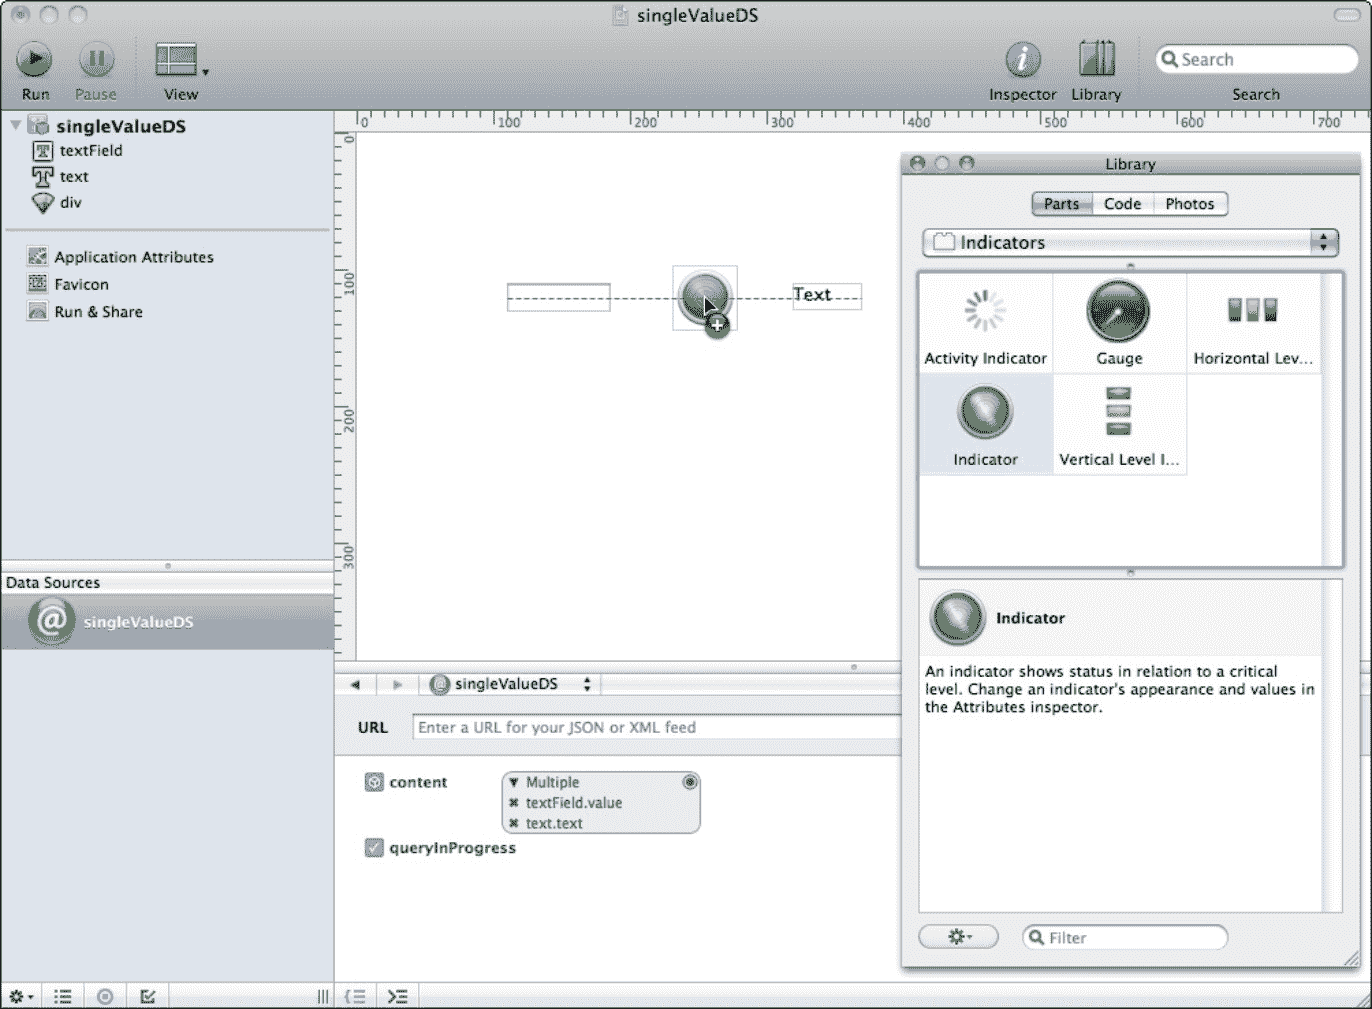 singleValueDS
Run
Pause
View
Inspector
Library
Search
Search
singleValueDS
textField
text
div
Application Attributes
Favicon
Run & Share
0
100
200
300
400
500
600
700
0
100
200
300
Text
Library
Parts
Code
Photos
Indicators
Activity Indicator
Gauge
Horizontal Lev...
Indicator
Vertical Level I...
Indicator
An indicator shows status in relation to a critical
level. Change an indicator's appearance and values in
the Attributes inspector.
Filter
Data Sources
@ singleValueDS
@ singleValueDS
URL
Enter a URL for your JSON or XML feed
content
Multiple
textField.value
text.text
queryInProgress